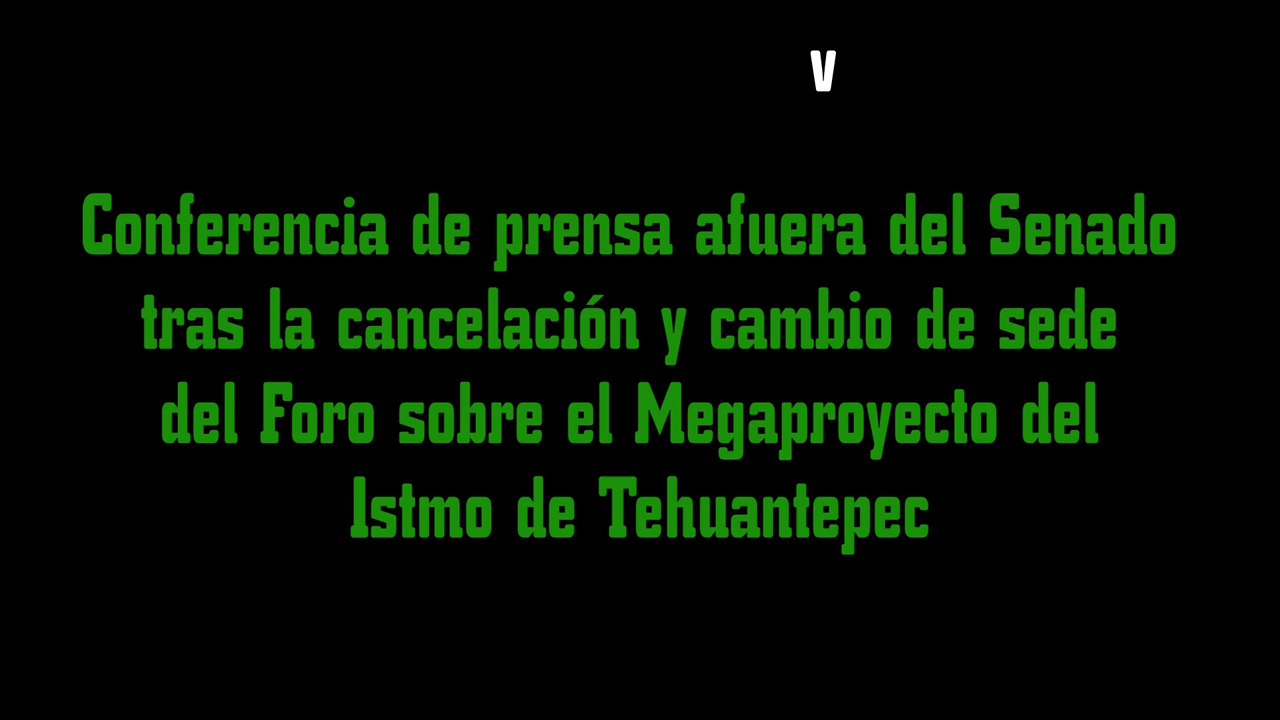 v
Conferencia de prensa afuera del Senado
tras la cancelación y cambio de sede
del Foro sobre el Megaproyecto del
Istmo de Tehuantepec